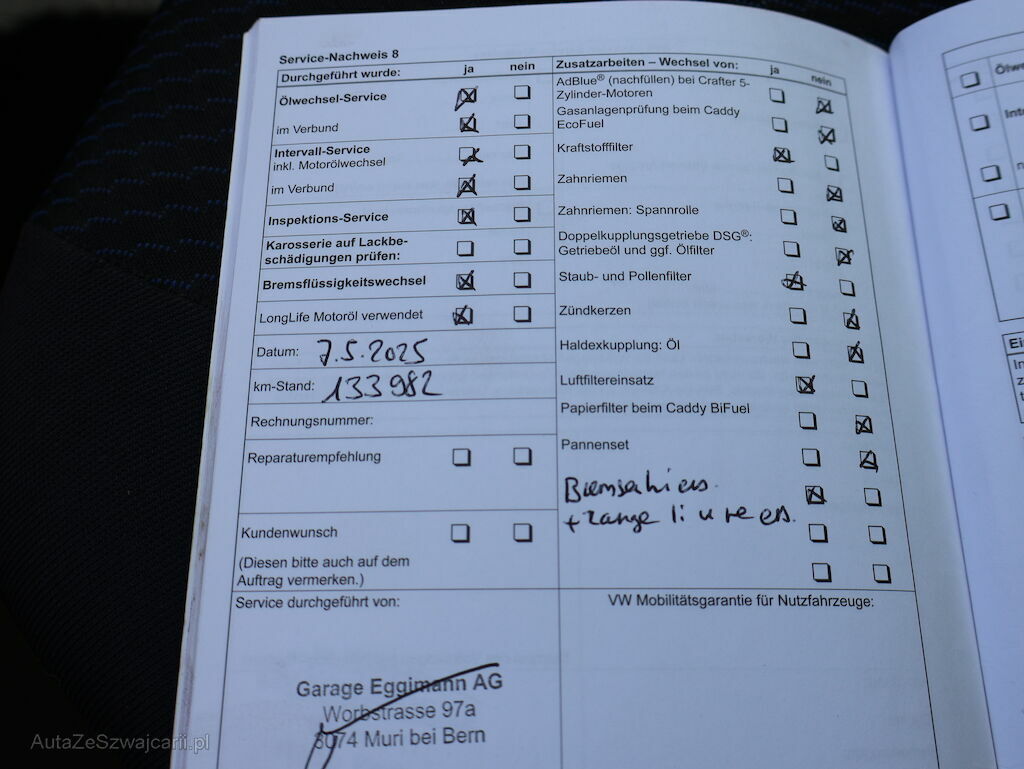 Service-Nachweis 8
Durchgeführt wurde: ja nein
Ölwechsel-Service
im Verbund
Intervall-Service
inkl. Motorölwechsel
im Verbund
Inspektions-Service
Karosserie auf Lackbe-
schädigungen prüfen:
Bremsflüssigkeitswechsel
LongLife Motoröl verwendet
Datum: 7.5.2025
km-Stand: 133982
Rechnungsnummer:
Reparaturempfehlung
Kundenwunsch
(Diesen bitte auch auf dem
Auftrag vermerken.)
Zusatzarbeiten – Wechsel von: ja nein
AdBlue® (nachfüllen) bei Crafter 5-
Zylinder-Motoren
Gasanlagenprüfung beim Caddy
EcoFuel
Kraftstofffilter
Zahnriemen
Zahnriemen: Spannrolle
Doppelkupplungsgetriebe DSG®:
Getriebeöl und ggf. Ölfilter
Staub- und Pollenfilter
Zündkerzen
Haldexkupplung: Öl
Luftfiltereinsatz
Papierfilter beim Caddy BiFuel
Pannenset
Service durchgeführt von:
Garage Eggimann AG
Worbstrasse 97a
3074 Muri bei Bern
VW Mobilitätsgarantie für Nutzfahrzeuge:
AutaZeSzwajcarii.pl